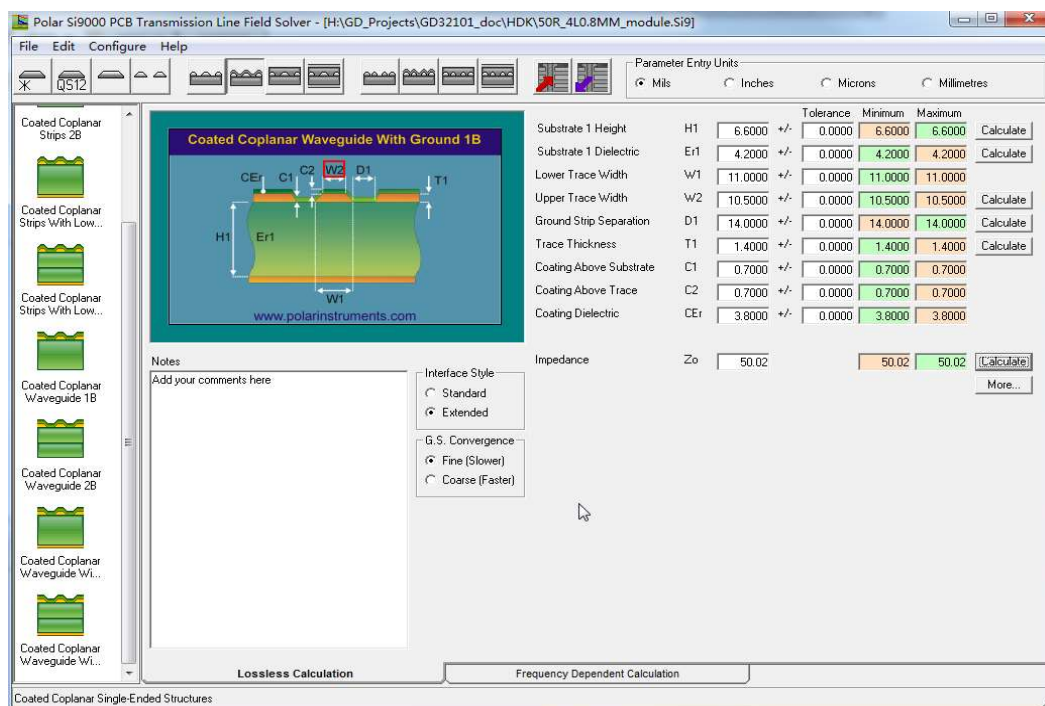 Polar Si9000 PCB Transmission Line Field Solver - [H:\GD_Projects\GD32101_doc\HDK\50R_4L0.8MM_module.Si9]
File Edit Configure Help
QS12
Parameter Entry Units
Mils Inches Microns Millimetres
Coated Coplanar
Strips 2B
Coated Coplanar
Strips With Low...
Coated Coplanar
Strips With Low...
Coated Coplanar
Waveguide 1B
Coated Coplanar
Waveguide 2B
Coated Coplanar
Waveguide Wi...
Coated Coplanar
Waveguide Wi...
Coated Coplanar Waveguide With Ground 1B
CEr C1 C2 W2 D1 T1
H1 Er1
W1
www.polarinstruments.com
Tolerance Minimum Maximum
Substrate 1 Height H1 6.6000 +/- 0.0000 6.6000 6.6000 Calculate
Substrate 1 Dielectric Er1 4.2000 +/- 0.0000 4.2000 4.2000 Calculate
Lower Trace Width W1 11.0000 +/- 0.0000 11.0000 11.0000
Upper Trace Width W2 10.5000 +/- 0.0000 10.5000 10.5000 Calculate
Ground Strip Separation D1 14.0000 +/- 0.0000 14.0000 14.0000 Calculate
Trace Thickness T1 1.4000 +/- 0.0000 1.4000 1.4000 Calculate
Coating Above Substrate C1 0.7000 +/- 0.0000 0.7000 0.7000
Coating Above Trace C2 0.7000 +/- 0.0000 0.7000 0.7000
Coating Dielectric CEr 3.8000 +/- 0.0000 3.8000 3.8000
Impedance Zo 50.02 50.02 50.02 Calculate
More...
Notes
Add your comments here
Interface Style
Standard
Extended
G.S. Convergence
Fine (Slower)
Coarse (Faster)
Lossless Calculation Frequency Dependent Calculation
Coated Coplanar Single-Ended Structures